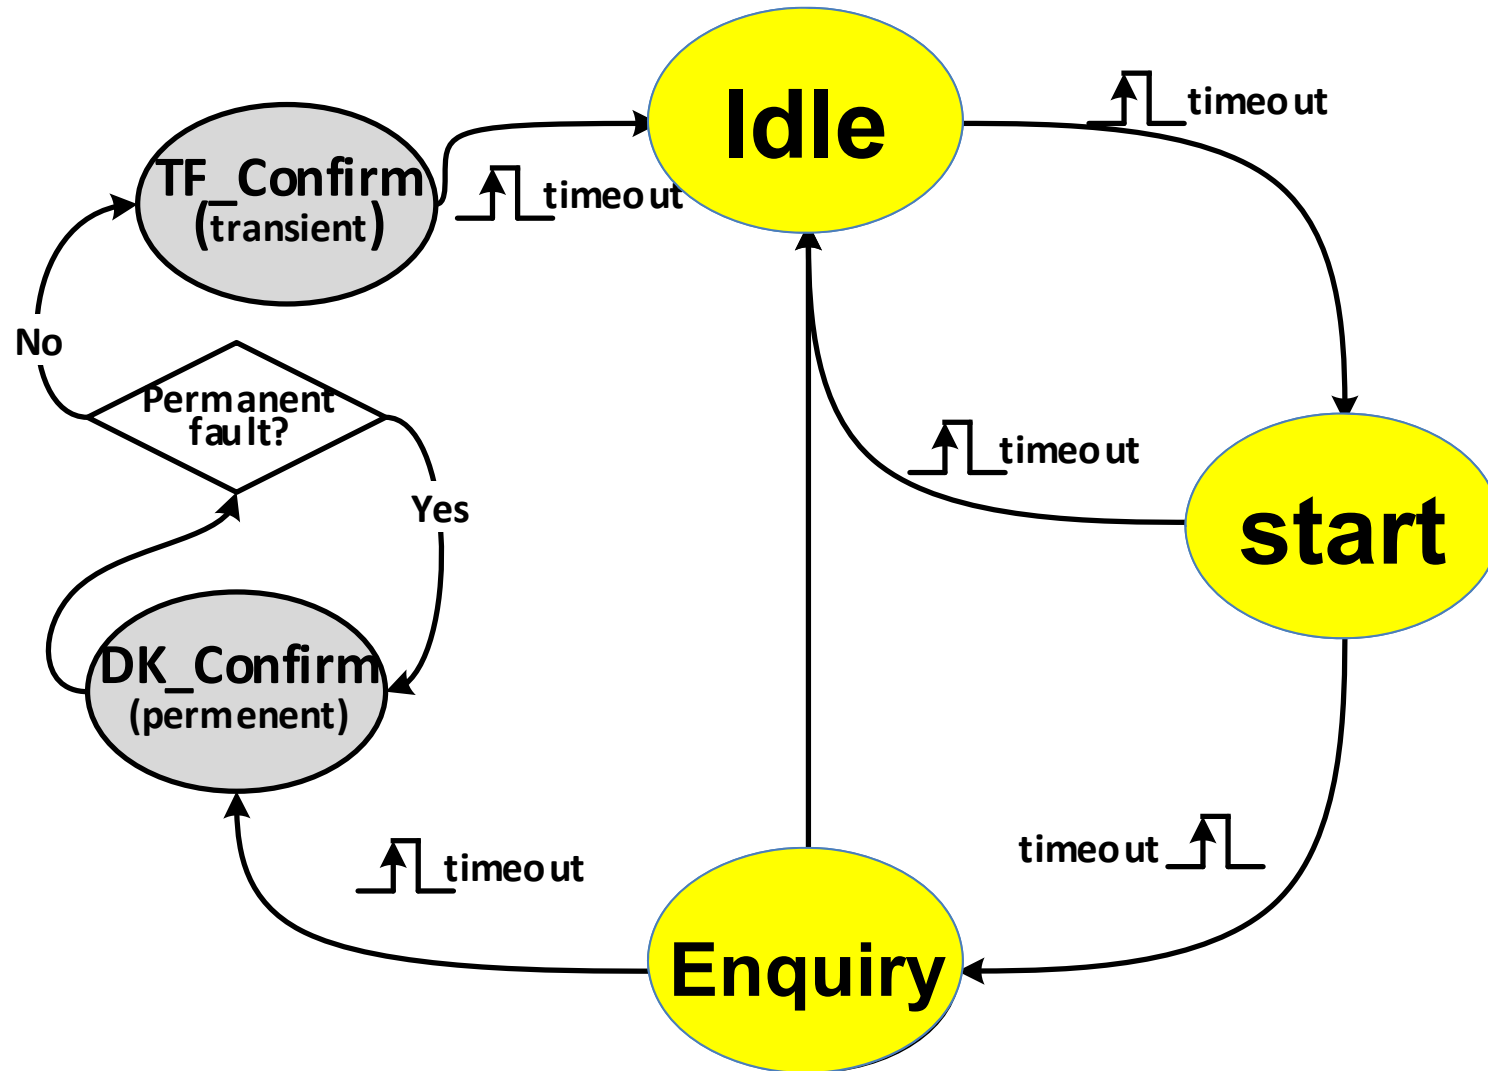 Idle
timeout
TF_Confirm
(transient)
timeout
No
Permanent
fault?
timeout
Yes
start
DK_Confirm
(permenent)
timeout
timeout
Enquiry